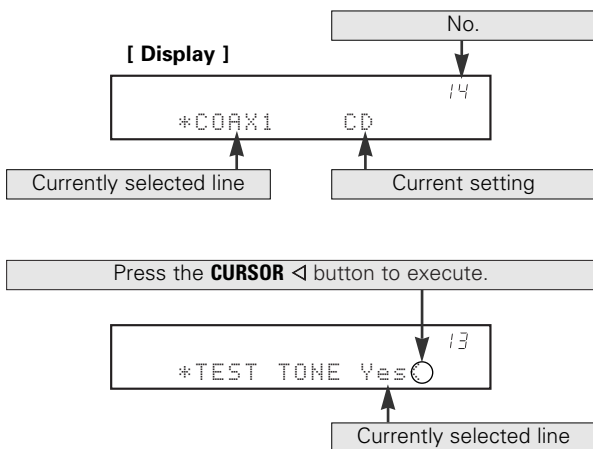 No.
[ Display ]
14
*COAX1 CD
Currently selected line
Current setting
Press the CURSOR ◁ button to execute.
13
*TEST TONE Yes
Currently selected line